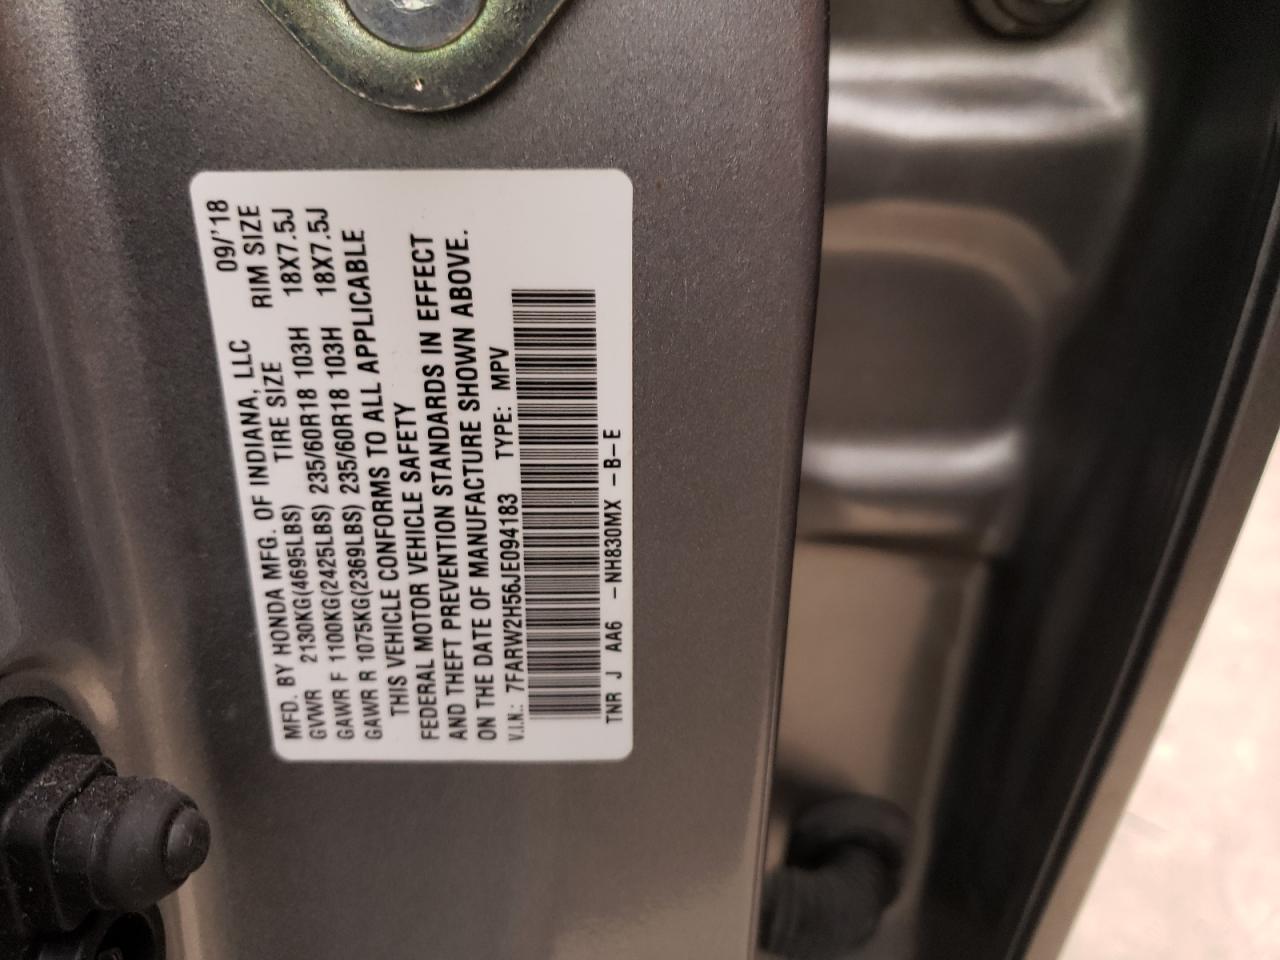 MFD. BY HONDA MFG. OF INDIANA, LLC 09/'18
GVWR 2130KG(4695LBS) TIRE SIZE RIM SIZE
GAWR F 1100KG(2425LBS) 235/60R18 103H 18X7.5J
GAWR R 1075KG(2369LBS) 235/60R18 103H 18X7.5J
THIS VEHICLE CONFORMS TO ALL APPLICABLE
FEDERAL MOTOR VEHICLE SAFETY
AND THEFT PREVENTION STANDARDS IN EFFECT
ON THE DATE OF MANUFACTURE SHOWN ABOVE.
V.I.N.: 7FARW2H56JE094183 TYPE: MPV
TNR J AA6 -NH830MX -B-E